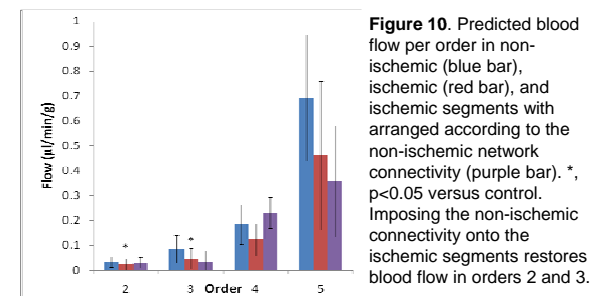 1
0.9
0.8
0.7
0.6
0.5
0.4
0.3
0.2
0.1
0
Flow (µl/min/g)
* *
2 3 Order 4 5
Figure 10. Predicted blood
flow per order in non-
ischemic (blue bar),
ischemic (red bar), and
ischemic segments with
arranged according to the
non-ischemic network
connectivity (purple bar). *,
p<0.05 versus control.
Imposing the non-ischemic
connectivity onto the
ischemic segments restores
blood flow in orders 2 and 3.